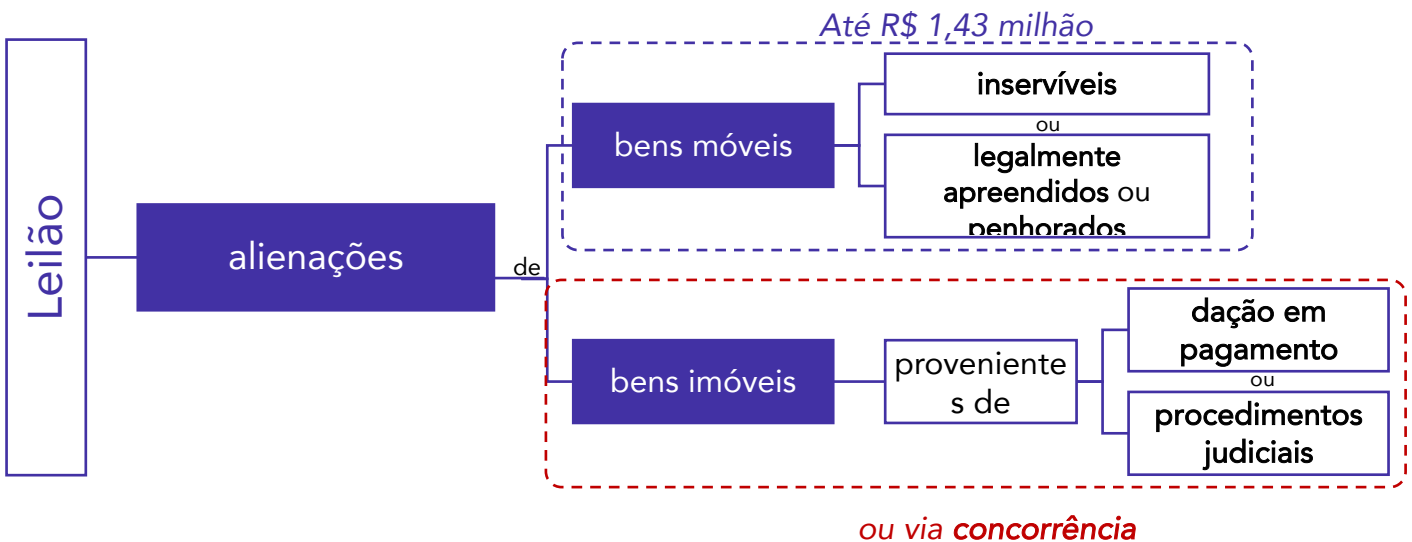 Até R$ 1,43 milhão
Leilão
alienações
de
bens móveis
inservíveis
ou
legalmente
apreendidos ou
penhorados
bens imóveis
proveniente
s de
dação em
pagamento
ou
procedimentos
judiciais
ou via concorrência